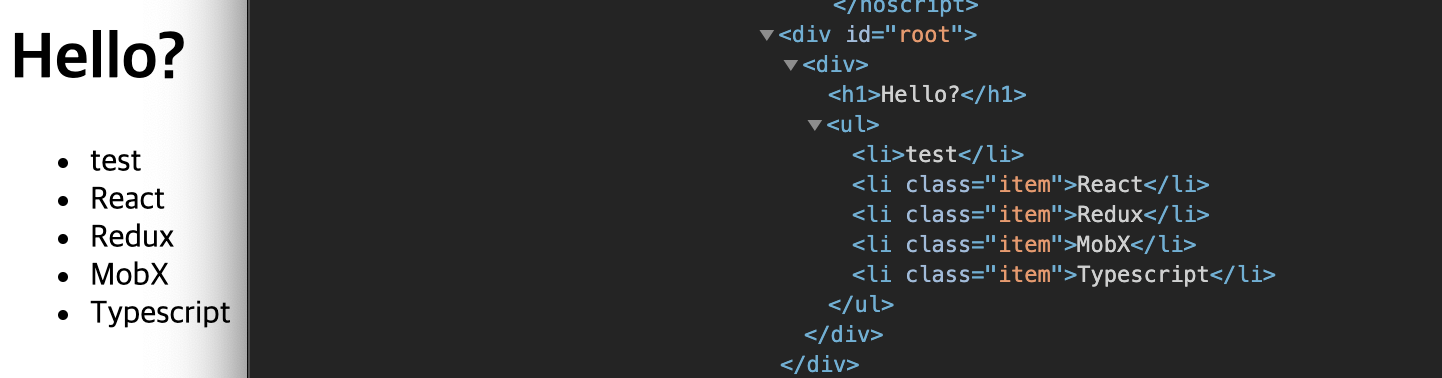 Hello?
• test
• React
• Redux
• MobX
• Typescript
</noscript>
▼<div id="root">
▼<div>
<h1>Hello?</h1>
▼<ul>
<li>test</li>
<li class="item">React</li>
<li class="item">Redux</li>
<li class="item">MobX</li>
<li class="item">Typescript</li>
</ul>
</div>
</div>